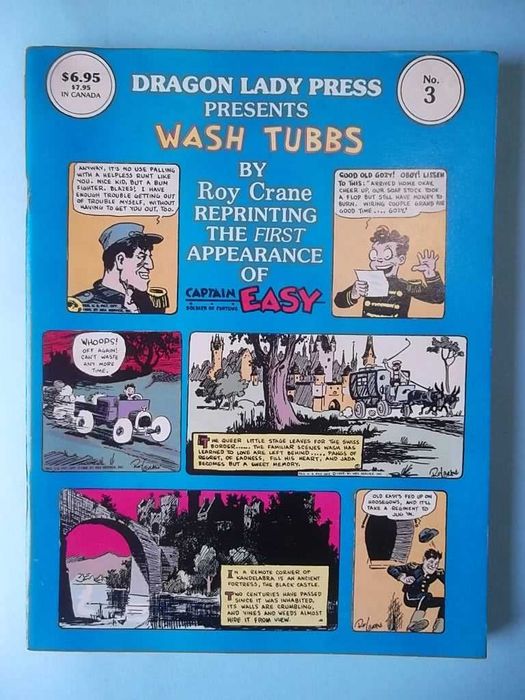 $6.95
$7.95
IN CANADA
DRAGON LADY PRESS
PRESENTS
WASH TUBBS
BY
Roy Crane
REPRINTING
THE FIRST
APPEARANCE
OF
CAPTAIN
SOLDIER OF FORTUNE
EASY
No.
3
ANYWAY, IT'S NO USE PALLING
WITH A HELPLESS RUNT LIKE
YOU. NICE KID, BUT A BUM
FIGHTER. BLAZES! I HAVE
ENOUGH TROUBLE GETTING OUT
OF TROUBLE MYSELF, WITHOUT
HAVING TO GET YOU OUT, TOO.
GOOD OLD GOZY! OBOY! LISSEN
TO THIS: "ARRIVED HOME OKAY,
CHEER UP, OUR SOAP STOCK TOOK
A FLOP BUT STILL HAVE MONEY TO
BURN. WIRING COUPLE GRAND FOR
GOOD TIME.... GOZY."
WHOOPS!
OFF AGAIN!
CAN'T WASTE
ANY MORE
TIME.
THE QUEER LITTLE STAGE LEAVES FOR THE SWISS
BORDER...... THE FAMILIAR SCENES WASH HAS
LEARNED TO LOVE ARE LEFT BEHIND..... PANGS OF
REGRET, OF SADNESS, FILL HIS HEART, AND JADA
BECOMES BUT A SWEET MEMORY.
IN A REMOTE CORNER OF
KANDELABRA IS AN ANCIENT
FORTRESS, THE BLACK CASTLE.
TWO CENTURIES HAVE PASSED
SINCE IT WAS INHABITED.
ITS WALLS ARE CRUMBLING,
AND VINES AND WEEDS ALMOST
HIDE IT FROM VIEW.
OLD EASY'S FED UP ON
HOOSEGOWS, AND IT'LL
TAKE A REGIMENT TO
JUG 'IM.